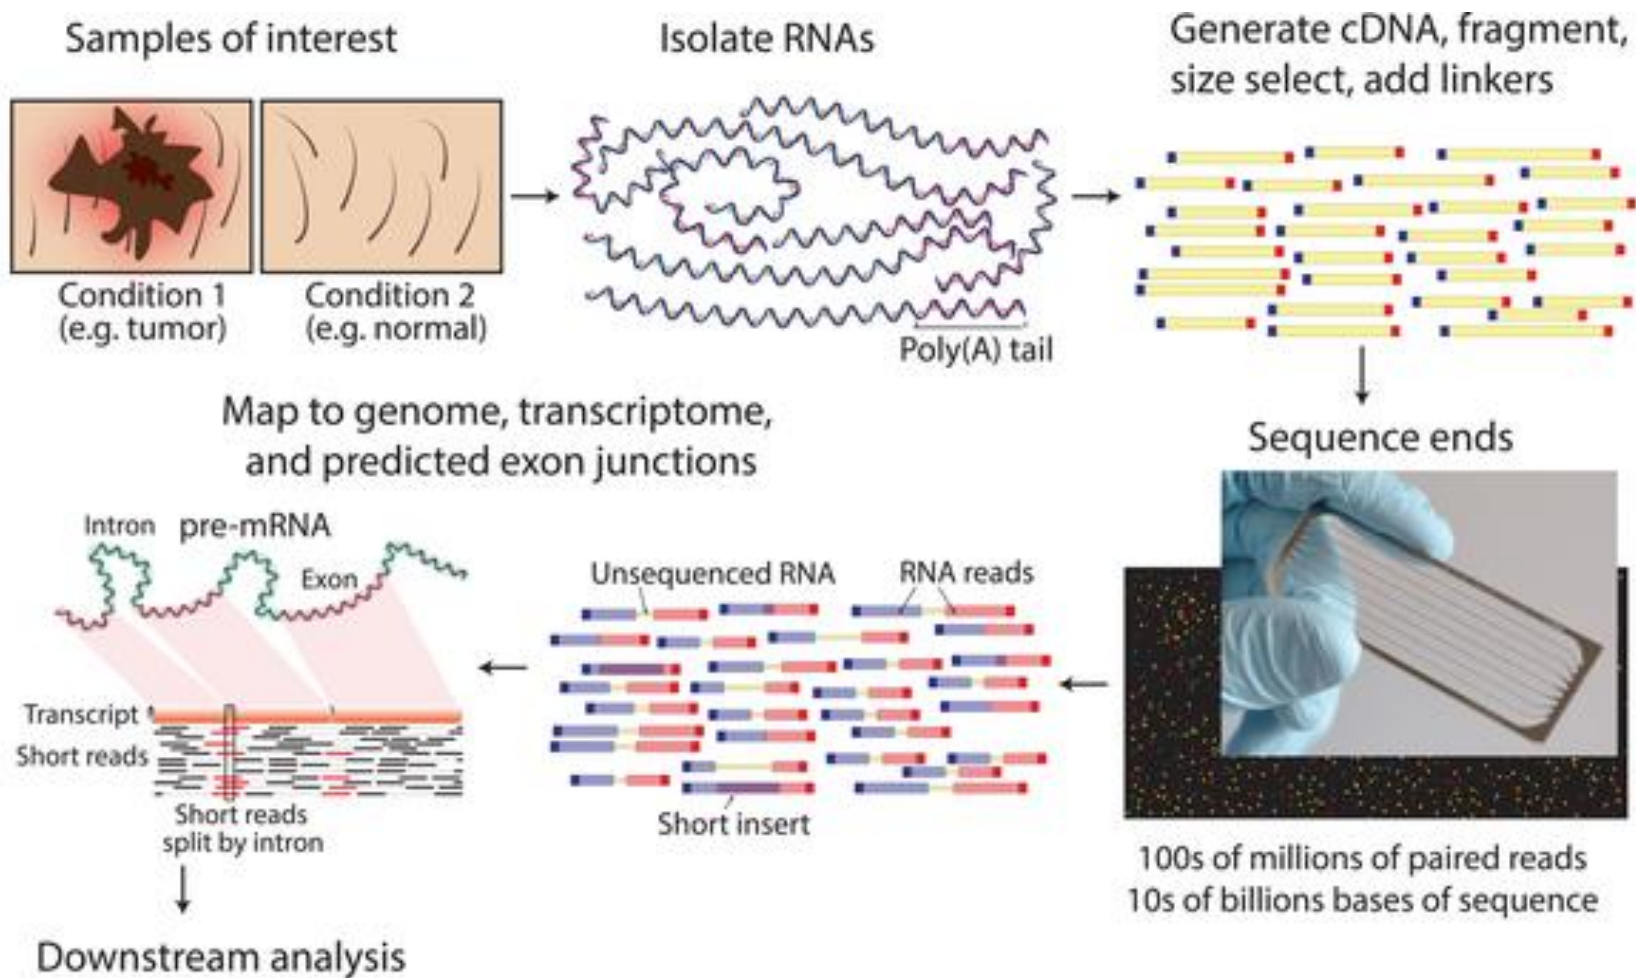 Samples of interest
Isolate RNAs
Generate cDNA, fragment,
size select, add linkers
Condition 1
(e.g. tumor)
Condition 2
(e.g. normal)
Poly(A) tail
Sequence ends
100s of millions of paired reads
10s of billions bases of sequence
Unsequenced RNA
RNA reads
Short insert
Map to genome, transcriptome,
and predicted exon junctions
Intron
pre-mRNA
Exon
Transcript
Short reads
Short reads
split by intron
Downstream analysis